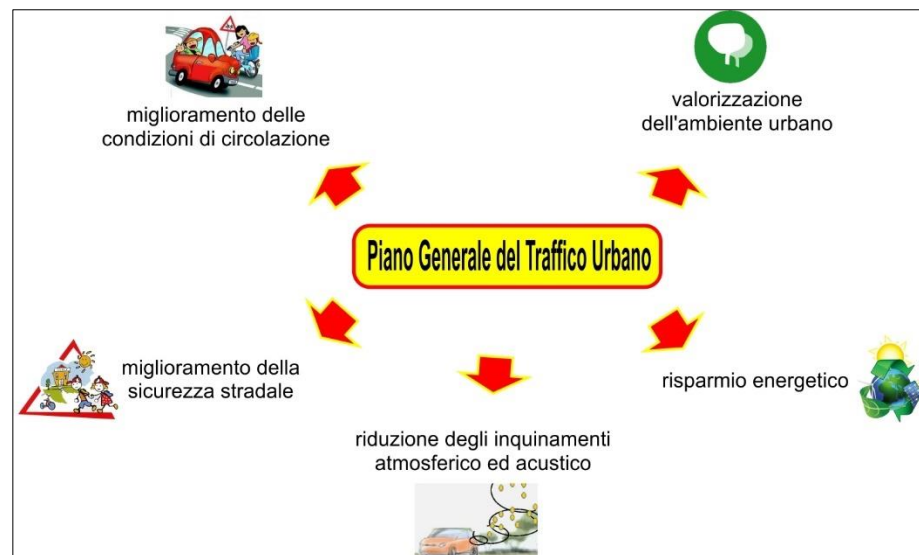 miglioramento delle
condizioni di circolazione
valorizzazione
dell'ambiente urbano
Piano Generale del Traffico Urbano
miglioramento della
sicurezza stradale
risparmio energetico
riduzione degli inquinamenti
atmosferico ed acustico